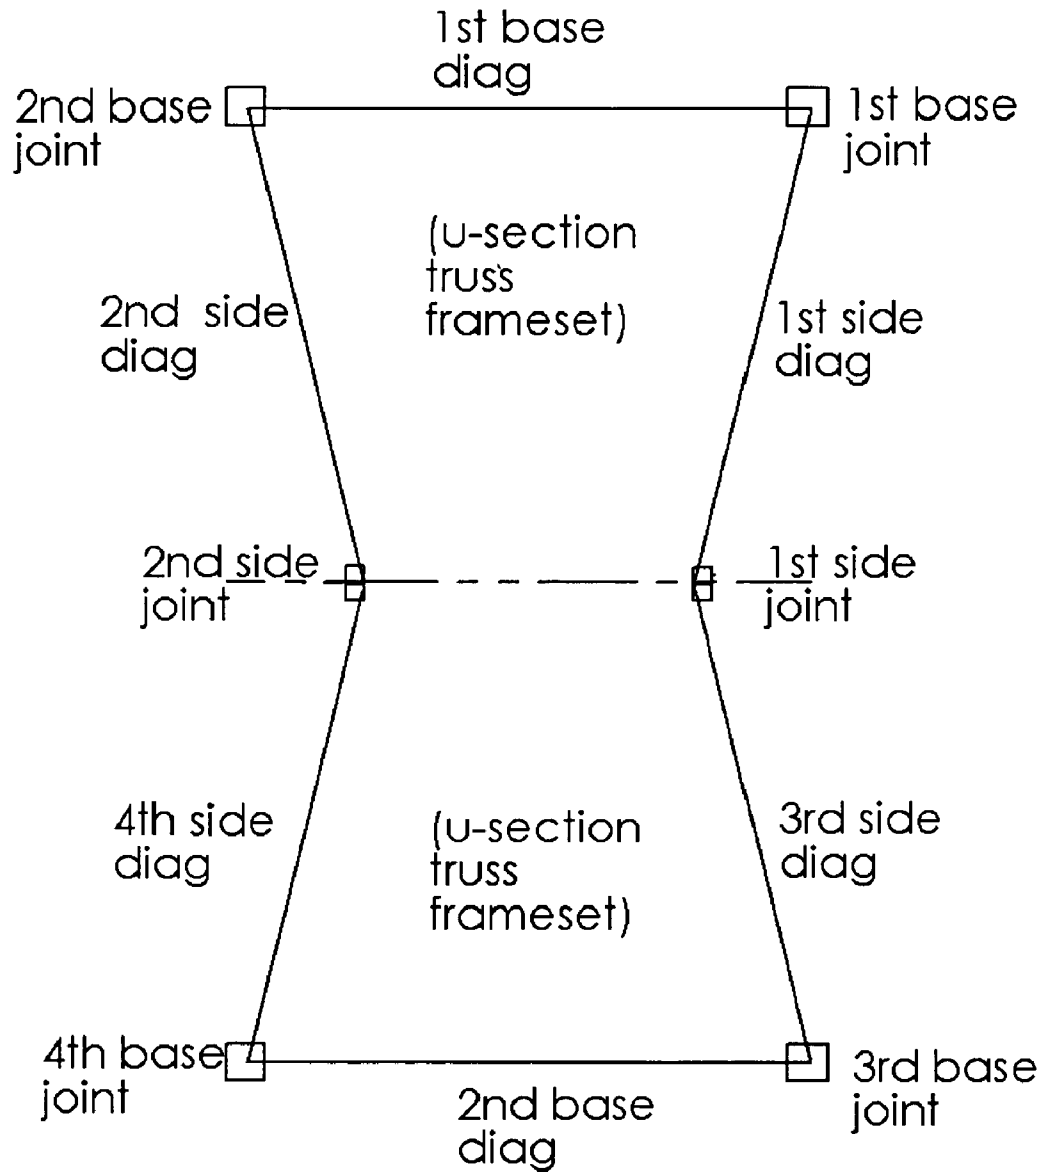 1st base
diag
2nd base
joint
1st base
joint
(u-section
truss
frameset)
2nd side
diag
1st side
diag
2nd side
joint
1st side
joint
4th side
diag
(u-section
truss
frameset)
3rd side
diag
4th base
joint
2nd base
diag
3rd base
joint